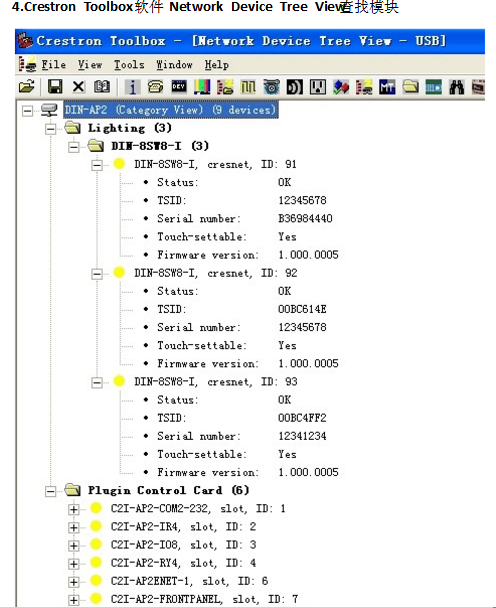 4.Crestron Toolbox软件 Network Device Tree View查找模块
Crestron Toolbox - [Network Device Tree View - USB]
File View Tools Window Help
DIN-AP2 (Category View) (9 devices)
Lighting (3)
DIN-8SW8-I (3)
DIN-8SW8-I, cresnet, ID: 91
Status: OK
TSID: 12345678
Serial number: B36984440
Touch-settable: Yes
Firmware version: 1.000.0005
DIN-8SW8-I, cresnet, ID: 92
Status: OK
TSID: 00BC614E
Serial number: 12345678
Touch-settable: Yes
Firmware version: 1.000.0005
DIN-8SW8-I, cresnet, ID: 93
Status: OK
TSID: 00BC4FF2
Serial number: 12341234
Touch-settable: Yes
Firmware version: 1.000.0005
Plugin Control Card (6)
C2I-AP2-COM2-232, slot, ID: 1
C2I-AP2-IR4, slot, ID: 2
C2I-AP2-IO8, slot, ID: 3
C2I-AP2-RY4, slot, ID: 4
C2I-AP2ENET-1, slot, ID: 6
C2I-AP2-FRONTPANEL, slot, ID: 7